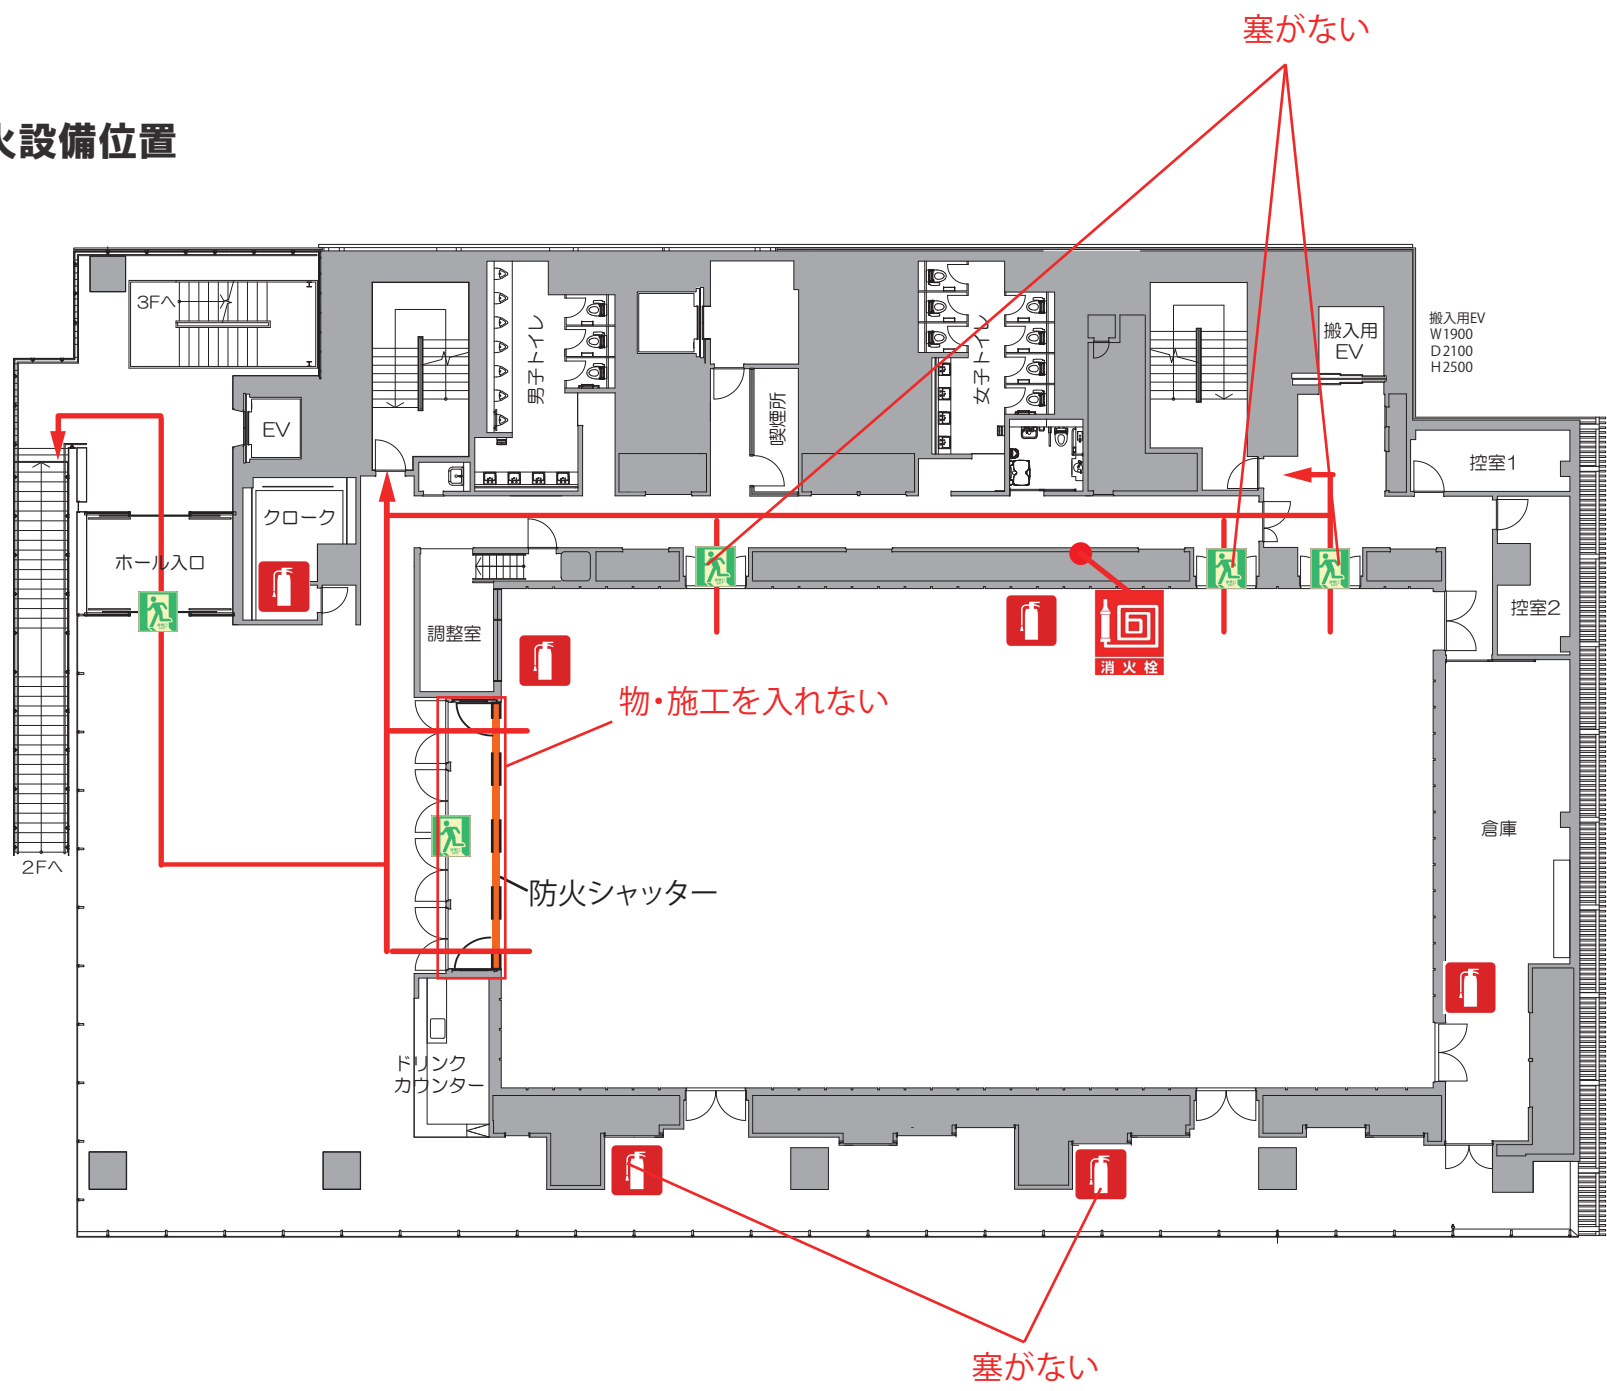 塞がない
火設備位置
3Fへ
搬入用EV
W1900
D2100
H2500
搬入用
EV
男子トイレ
女子トイレ
喫煙所
EV
控室1
クローク
ホール入口
控室2
調整室
消火栓
物・施工を入れない
倉庫
2Fへ
防火シャッター
ドリンク
カウンター
塞がない